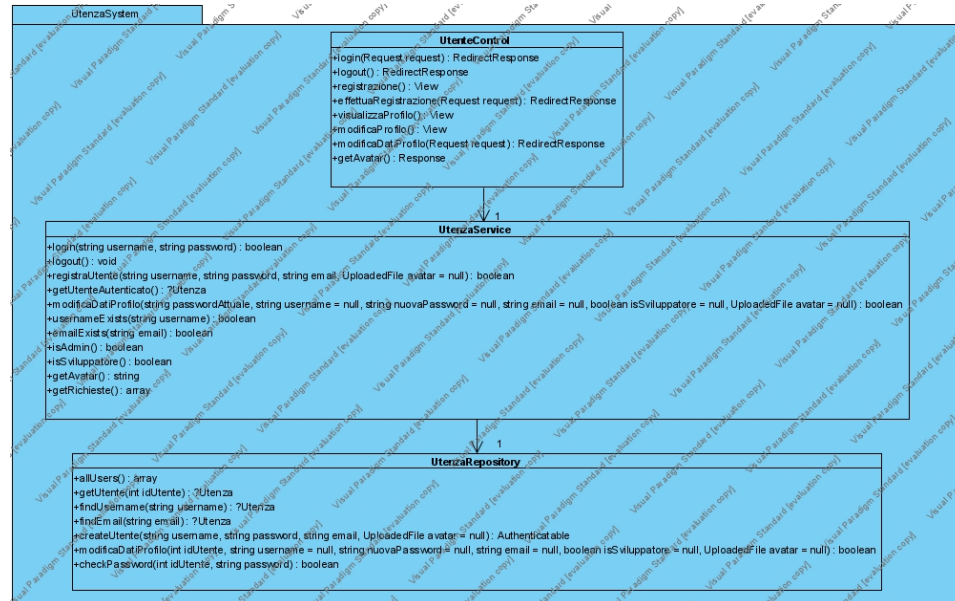 UtenzaSystem
UtenteControl
+login(Request request) : RedirectResponse
+logout() : RedirectResponse
+registrazione() : View
+effettuaRegistrazione(Request request) : RedirectResponse
+visualizzaProfilo() : View
+modificaProfilo() : View
+modificaDatiProfilo(Request request) : RedirectResponse
+getAvatar() : Response
1
UtenzaService
+login(string username, string password) : boolean
+logout() : void
+registraUtente(string username, string password, string email, UploadedFile avatar = null) : boolean
+getUtenteAutenticato() : ?Utenza
+modificaDatiProfilo(string passwordAttuale, string username = null, string nuovaPassword = null, string email = null, boolean isSviluppatore = null, UploadedFile avatar = null) : boolean
+usernameExists(string username) : boolean
+emailExists(string email) : boolean
+isAdmin() : boolean
+isSviluppatore() : boolean
+getAvatar() : string
+getRichieste() : array
1
UtenzaRepository
+allUsers() : array
+getUtente(int idUtente) : ?Utenza
+findUsername(string username) : ?Utenza
+findEmail(string email) : ?Utenza
+createUtente(string username, string password, string email, UploadedFile avatar = null) : Authenticatable
+modificaDatiProfilo(int idUtente, string username = null, string nuovaPassword = null, string email = null, boolean isSviluppatore = null, UploadedFile avatar = null) : boolean
+checkPassword(int idUtente, string password) : boolean
Visual Paradigm Standard [evaluation copy]